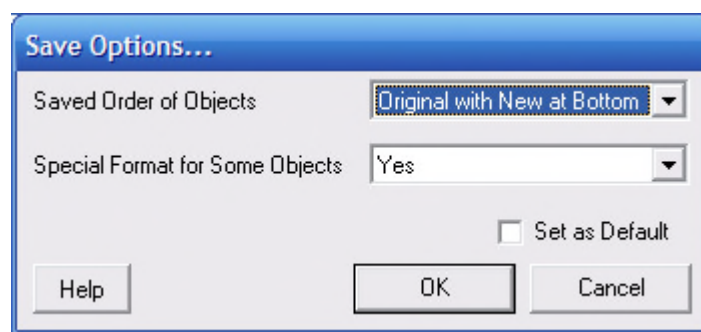 Save Options...
Saved Order of Objects Original with New at Bottom
Special Format for Some Objects Yes
Set as Default
Help OK Cancel